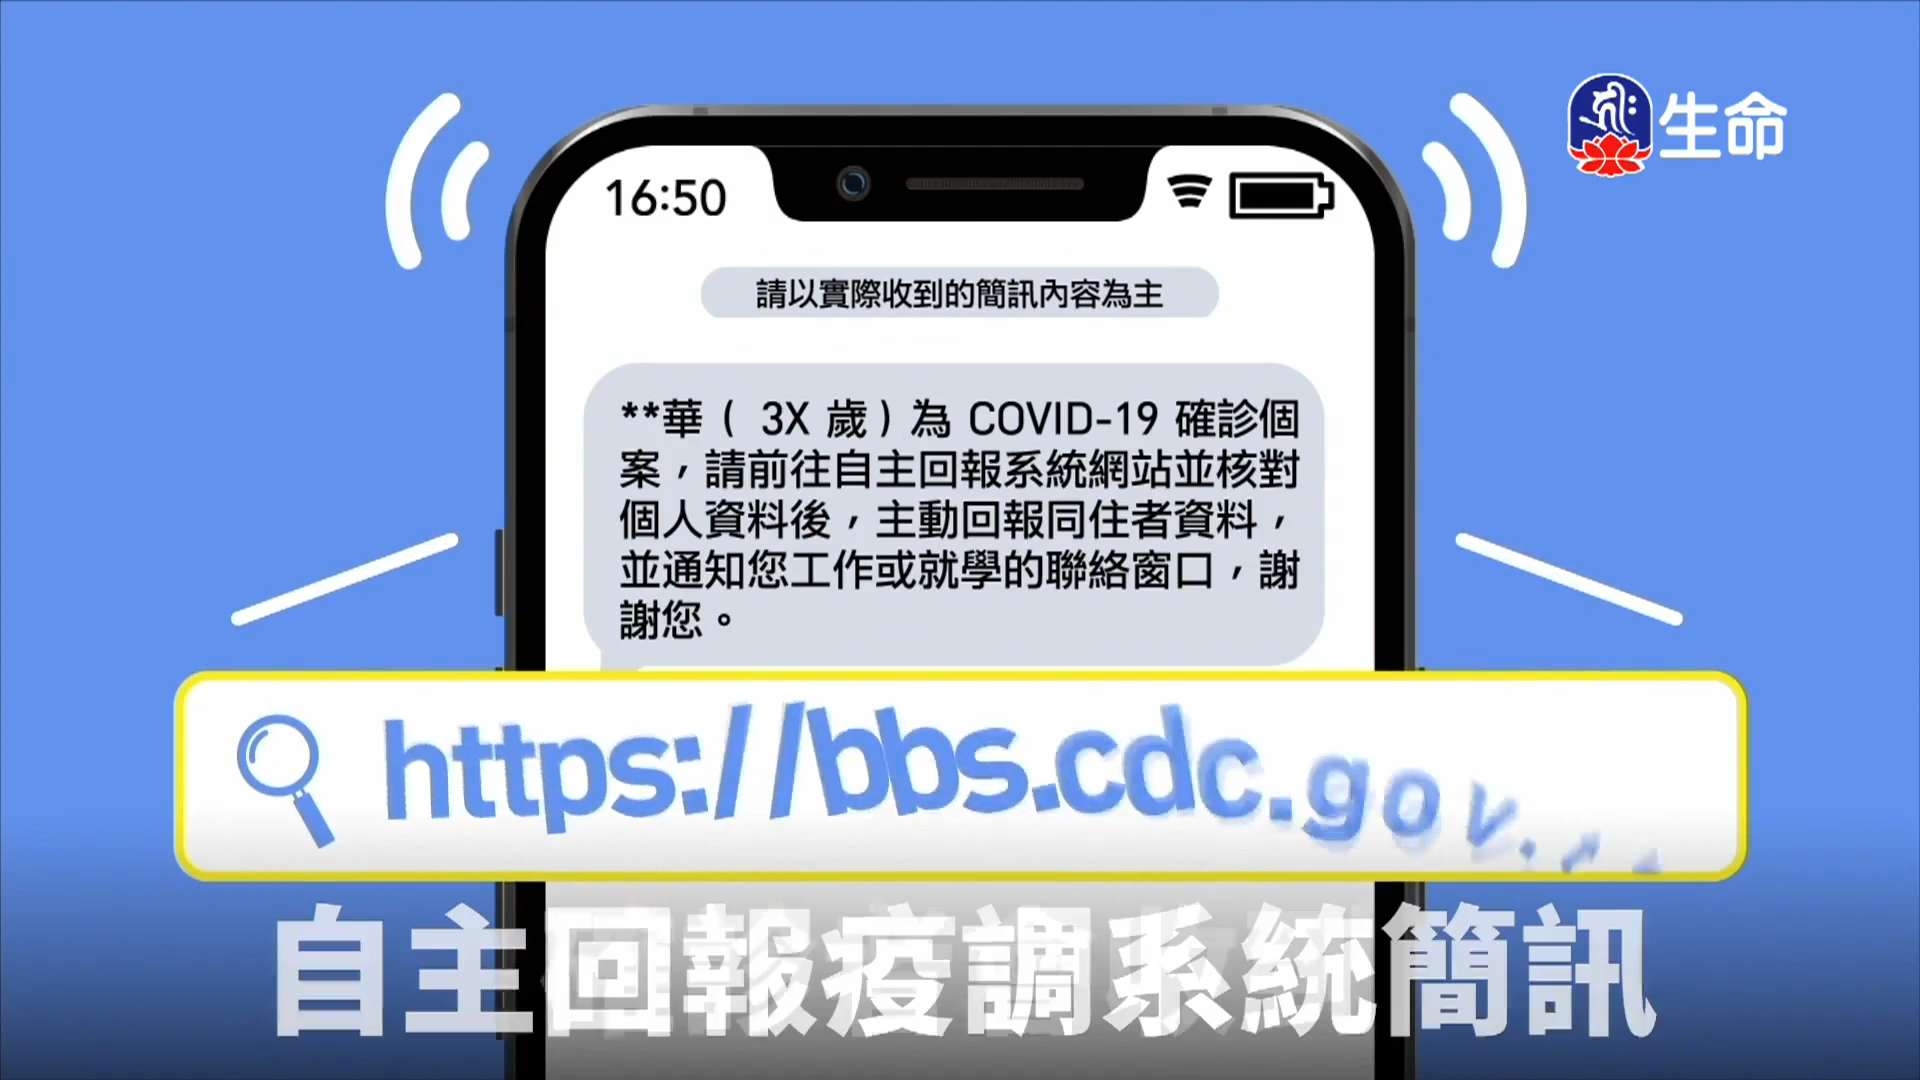 生命
16:50
請以實際收到的簡訊內容為主
**華( 3X 歲)為 COVID-19 確診個
案，請前往自主回報系統網站並核對
個人資料後，主動回報同住者資料，
並通知您工作或就學的聯絡窗口，謝
謝您。
https://bbs.cdc.gov.
自主回報疫調系統簡訊